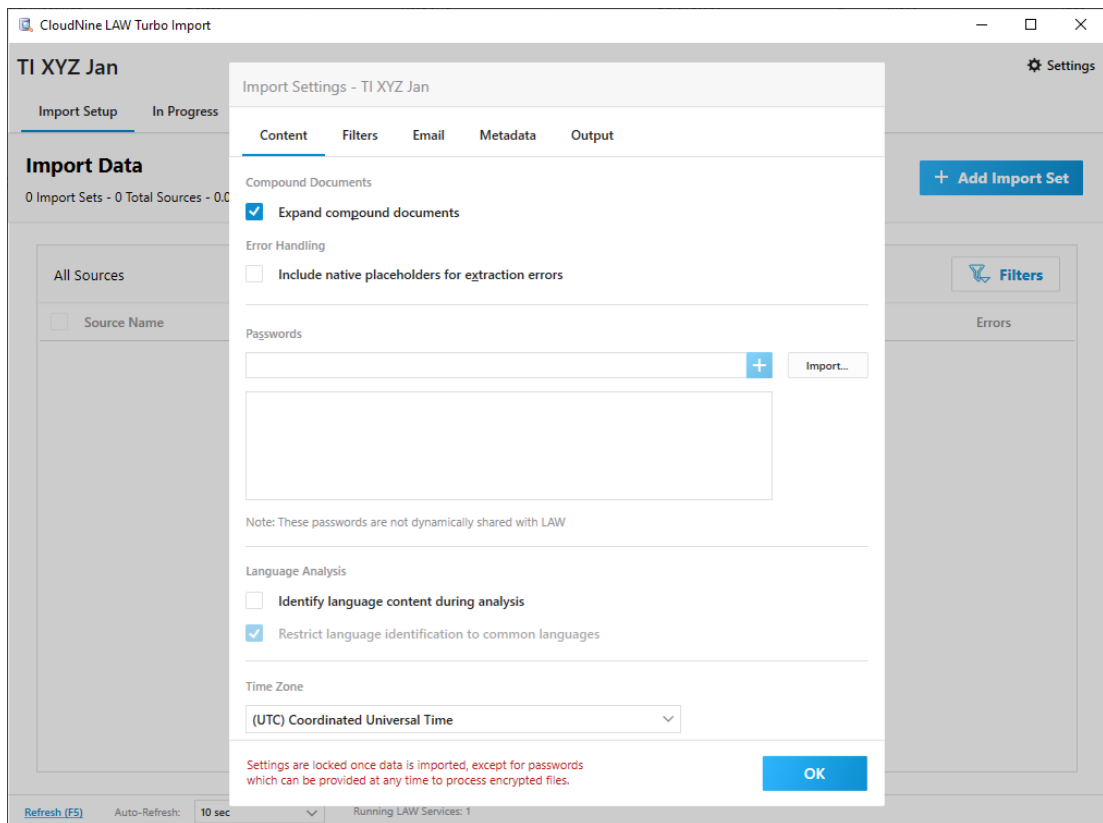 CloudNine LAW Turbo Import
TI XYZ Jan
Settings
Import Setup In Progress
Import Data
0 Import Sets - 0 Total Sources - 0.0
+ Add Import Set
All Sources
Filters
Source Name
Errors
Import Settings - TI XYZ Jan
Content Filters Email Metadata Output
Compound Documents
Expand compound documents
Error Handling
Include native placeholders for extraction errors
Passwords
+ Import...
Note: These passwords are not dynamically shared with LAW
Language Analysis
Identify language content during analysis
Restrict language identification to common languages
Time Zone
(UTC) Coordinated Universal Time
Settings are locked once data is imported, except for passwords
which can be provided at any time to process encrypted files.
OK
Refresh (F5) Auto-Refresh: 10 sec Running LAW Services: 1